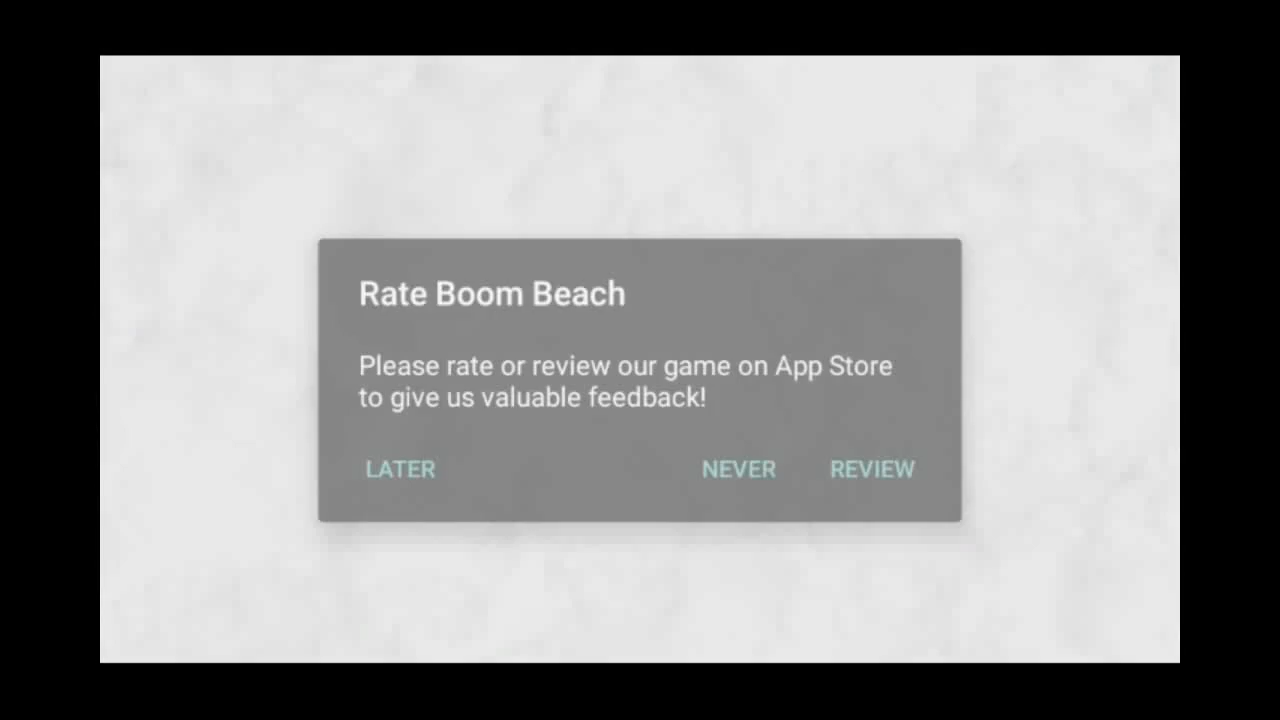 Rate Boom Beach
Please rate or review our game on App Store
to give us valuable feedback!
LATER NEVER REVIEW